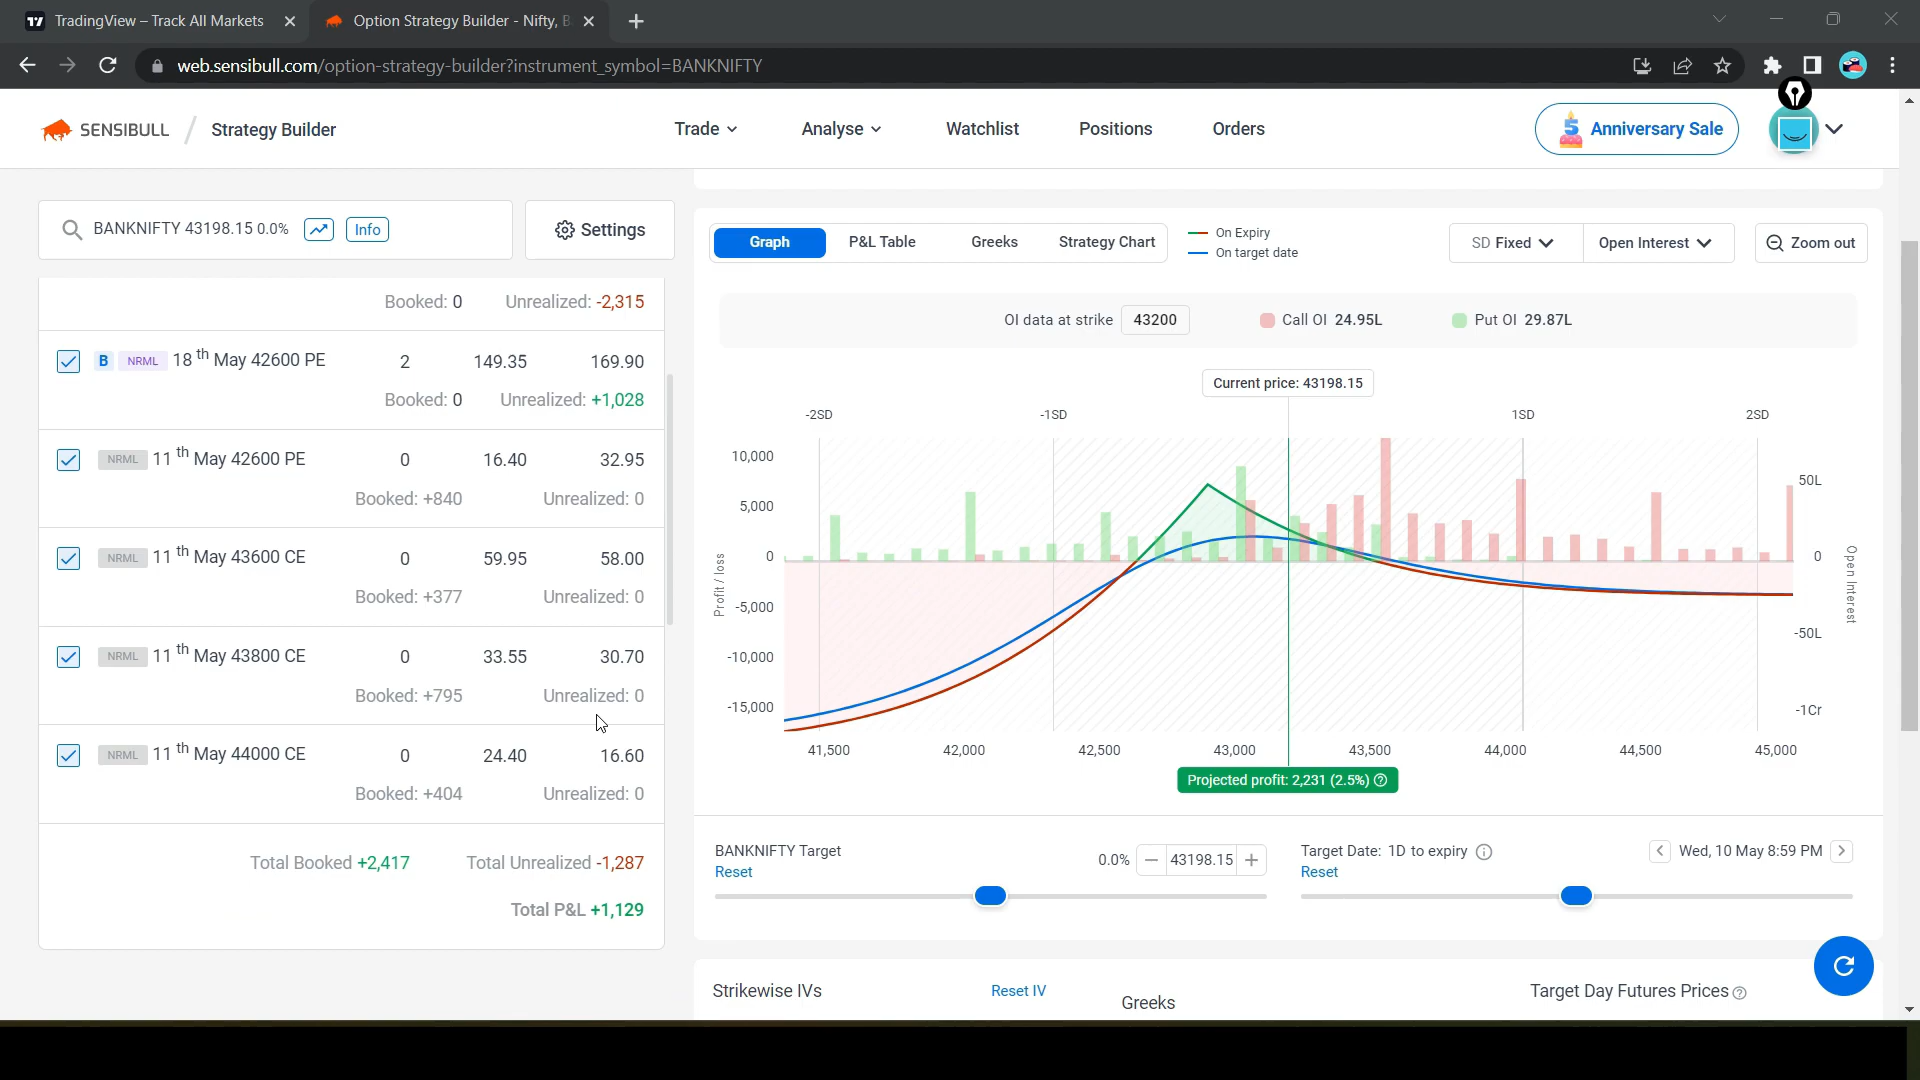 TradingView – Track All Markets
Option Strategy Builder - Nifty, B
web.sensibull.com/option-strategy-builder?instrument_symbol=BANKNIFTY
SENSIBULL / Strategy Builder
Trade
Analyse
Watchlist
Positions
Orders
5
Anniversary Sale
BANKNIFTY 43198.15 0.0%
Info
Settings
Booked: 0 Unrealized: -2,315
B NRML 18 th May 42600 PE 2 149.35 169.90
Booked: 0 Unrealized: +1,028
NRML 11 th May 42600 PE 0 16.40 32.95
Booked: +840 Unrealized: 0
NRML 11 th May 43600 CE 0 59.95 58.00
Booked: +377 Unrealized: 0
NRML 11 th May 43800 CE 0 33.55 30.70
Booked: +795 Unrealized: 0
NRML 11 th May 44000 CE 0 24.40 16.60
Booked: +404 Unrealized: 0
Total Booked +2,417 Total Unrealized -1,287
Total P&L +1,129
Graph
P&L Table
Greeks
Strategy Chart
On Expiry
On target date
SD Fixed
Open Interest
Zoom out
OI data at strike 43200 Call OI 24.95L Put OI 29.87L
Current price: 43198.15
-2SD -1SD 1SD 2SD
Profit / loss
10,000
5,000
0
-5,000
-10,000
-15,000
50L
0
-50L
-1Cr
Open Interest
41,500 42,000 42,500 43,000 43,500 44,000 44,500 45,000
Projected profit: 2,231 (2.5%)
BANKNIFTY Target
Reset
0.0% − 43198.15 +
Target Date: 1D to expiry
Reset
Wed, 10 May 8:59 PM
Strikewise IVs
Reset IV
Greeks
Target Day Futures Prices